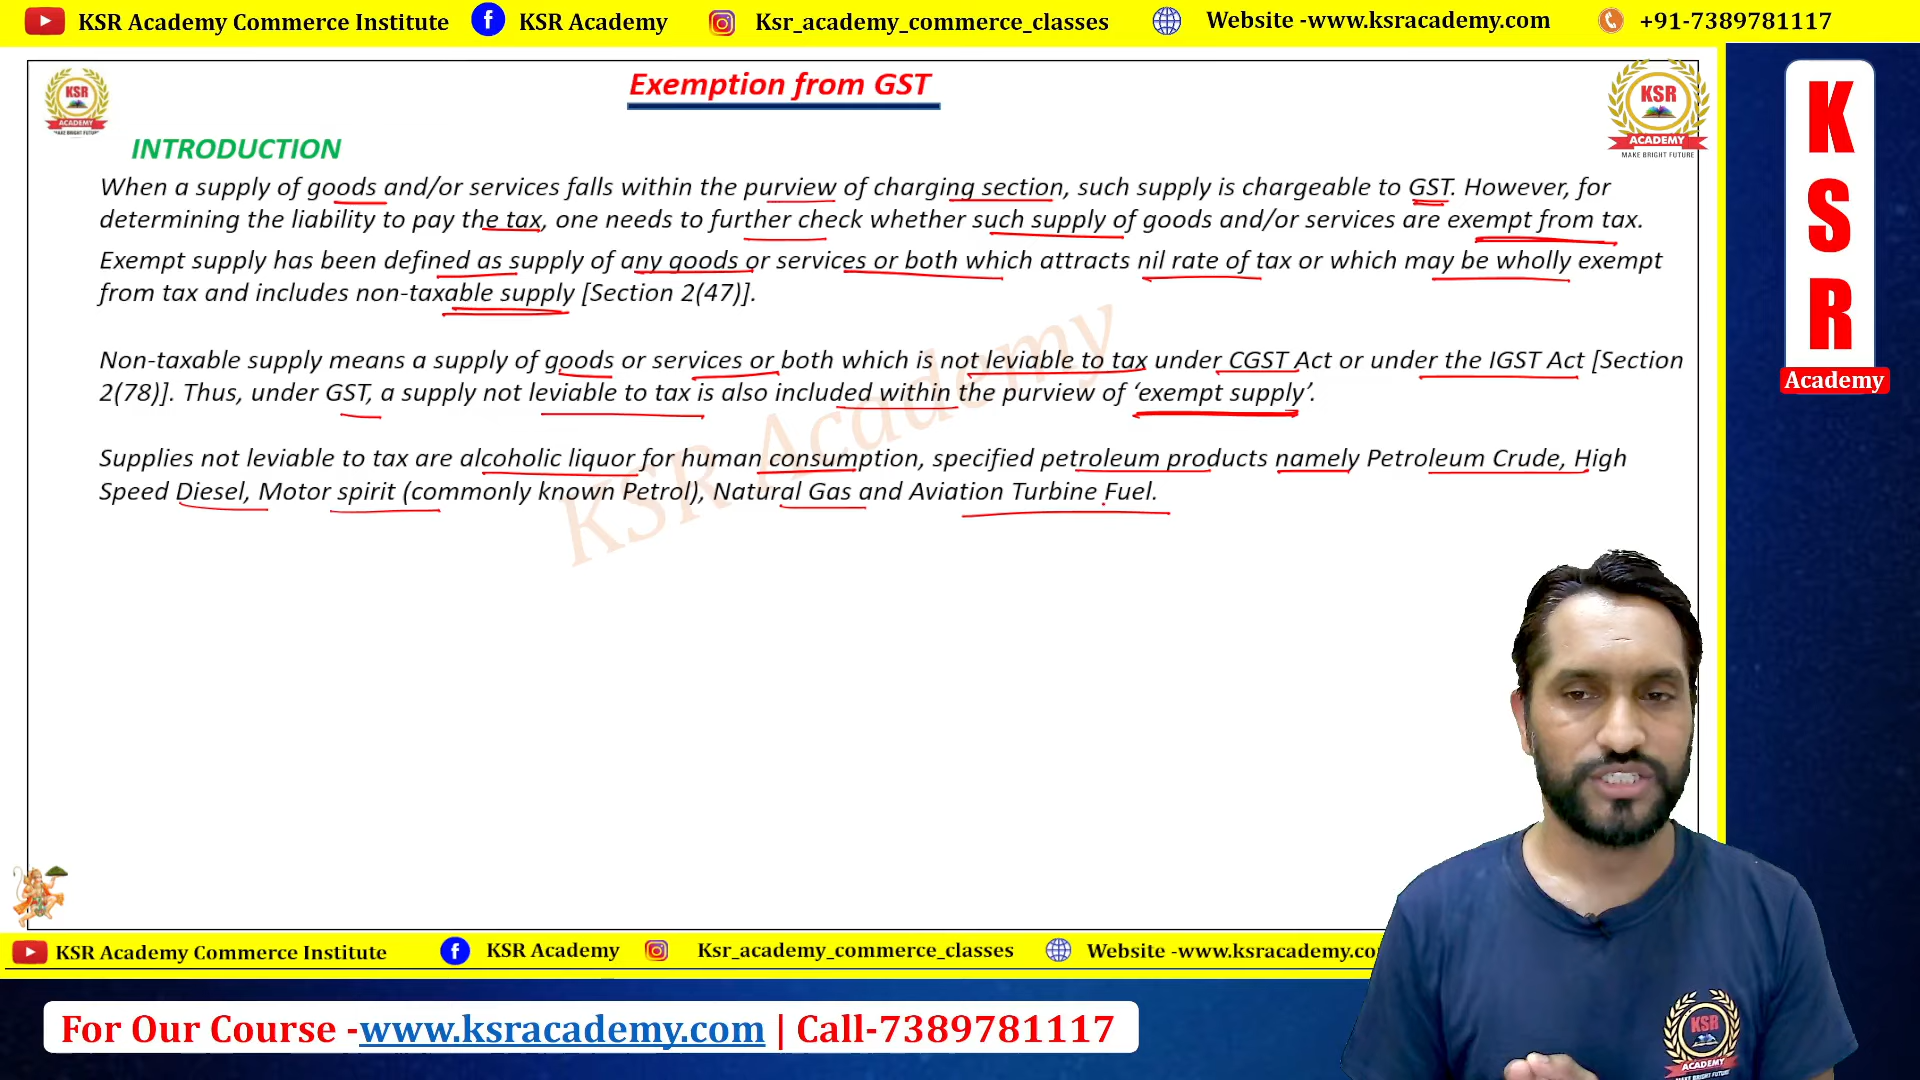 KSR Academy Commerce Institute KSR Academy Ksr_academy_commerce_classes Website -www.ksracademy.com +91-7389781117
Exemption from GST
KSR
ACADEMY
KSR
ACADEMY
MAKE BRIGHT FUTURE
INTRODUCTION
When a supply of goods and/or services falls within the purview of charging section, such supply is chargeable to GST. However, for
determining the liability to pay the tax, one needs to further check whether such supply of goods and/or services are exempt from tax.
Exempt supply has been defined as supply of any goods or services or both which attracts nil rate of tax or which may be wholly exempt
from tax and includes non-taxable supply [Section 2(47)].
Non-taxable supply means a supply of goods or services or both which is not leviable to tax under CGST Act or under the IGST Act [Section
2(78)]. Thus, under GST, a supply not leviable to tax is also included within the purview of ‘exempt supply’.
Supplies not leviable to tax are alcoholic liquor for human consumption, specified petroleum products namely Petroleum Crude, High
Speed Diesel, Motor spirit (commonly known Petrol), Natural Gas and Aviation Turbine Fuel.
KSR Academy
K
S
R
Academy
KSR Academy Commerce Institute KSR Academy Ksr_academy_commerce_classes Website -www.ksracademy.co
For Our Course -www.ksracademy.com | Call-7389781117
KSR
ACADEMY